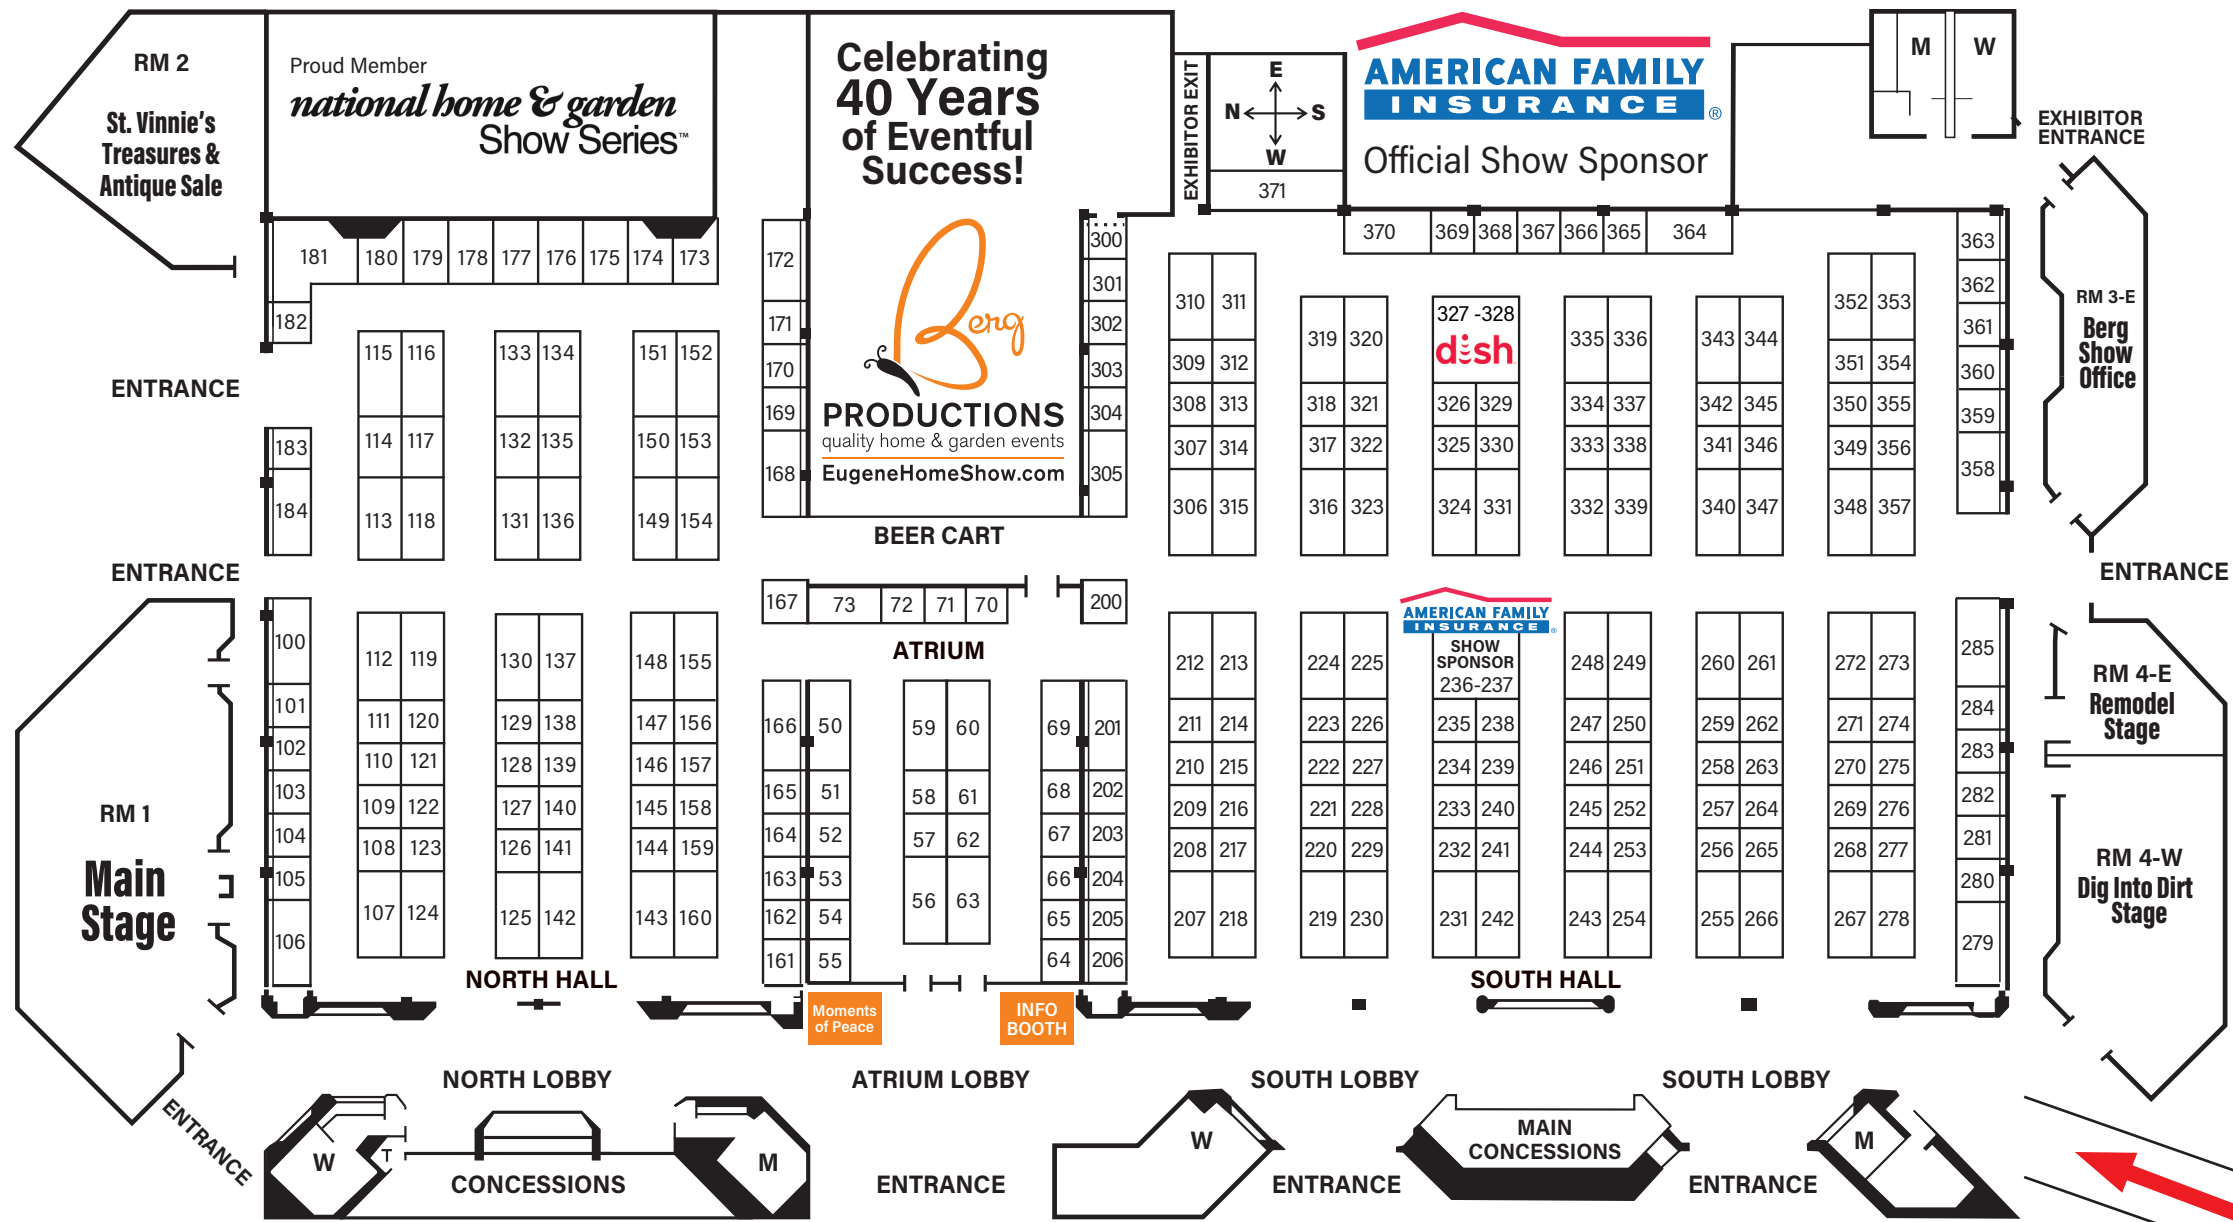 RM 2
St. Vinnie's
Treasures &
Antique Sale
Proud Member
national home & garden
Show Series™
Celebrating
40 Years
of Eventful
Success!
Berg
PRODUCTIONS
quality home & garden events
EugeneHomeShow.com
EXHIBITOR EXIT
E
N S
W
371
AMERICAN FAMILY
INSURANCE ®
Official Show Sponsor
M W
EXHIBITOR
ENTRANCE
181 180 179 178 177 176 175 174 173
182
ENTRANCE
183
184
ENTRANCE
115 116
114 117
113 118
133 134
132 135
131 136
151 152
150 153
149 154
172
171
170
169
168
300
301
302
303
304
305
BEER CART
310 311
309 312
308 313
307 314
306 315
319 320
318 321
317 322
316 323
370 369 368 367 366 365 364
327 -328
dish
326 329
325 330
324 331
335 336
334 337
333 338
332 339
343 344
342 345
341 346
340 347
352 353
351 354
350 355
349 356
348 357
363
362
361
360
359
358
RM 3-E
Berg
Show
Office
ENTRANCE
RM 1
Main
Stage
100
101
102
103
104
105
106
112 119
111 120
110 121
109 122
108 123
107 124
130 137
129 138
128 139
127 140
126 141
125 142
148 155
147 156
146 157
145 158
144 159
143 160
NORTH HALL
167 73 72 71 70 200
ATRIUM
166 50
165 51
164 52
163 53
162 54
161 55
59 60
58 61
57 62
56 63
69 201
68 202
67 203
66 204
65 205
64 206
Moments
of Peace
INFO
BOOTH
212 213
211 214
210 215
209 216
208 217
207 218
224 225
223 226
222 227
221 228
220 229
219 230
AMERICAN FAMILY
INSURANCE ®
SHOW
SPONSOR
236-237
235 238
234 239
233 240
232 241
231 242
248 249
247 250
246 251
245 252
244 253
243 254
260 261
259 262
258 263
257 264
256 265
255 266
272 273
271 274
270 275
269 276
268 277
267 278
SOUTH HALL
285
284
283
282
281
280
279
RM 4-E
Remodel
Stage
RM 4-W
Dig Into Dirt
Stage
ENTRANCE
NORTH LOBBY
ATRIUM LOBBY
SOUTH LOBBY
SOUTH LOBBY
W
T
CONCESSIONS
M
ENTRANCE
W
ENTRANCE
MAIN
CONCESSIONS
ENTRANCE
M